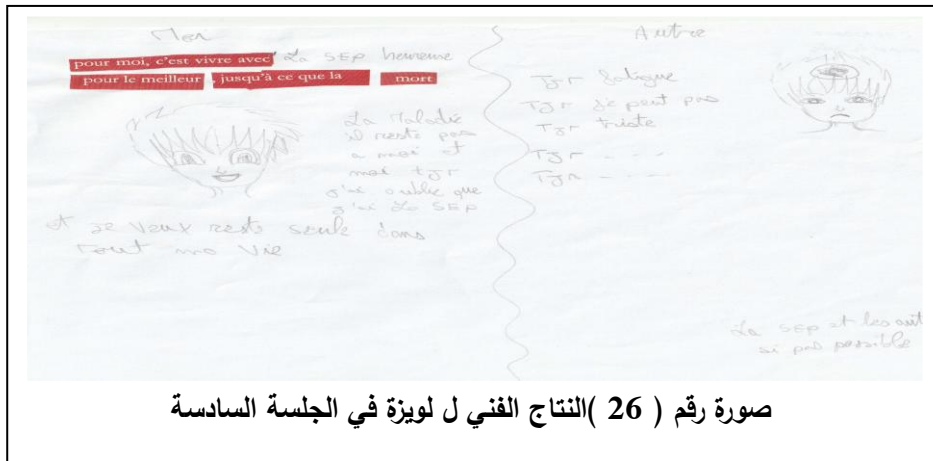 Moi
pour moi, c'est vivre avec La SEP heureuse
pour le meilleur , jusqu'à ce que la mort
La Maladie
il reste pas
a moi et
moi tjr
j'ai oublie que
j'ai La SEP
et je veux reste seule dans
Tout ma vie
Autre
Tjr fatigue
Tjr je peut pas
Tjr triste
Tjr - - -
Tjr - - - -
La SEP et les aut
si pas possible
صورة رقم ( 26 )النتاج الفني ل لويزة في الجلسة السادسة